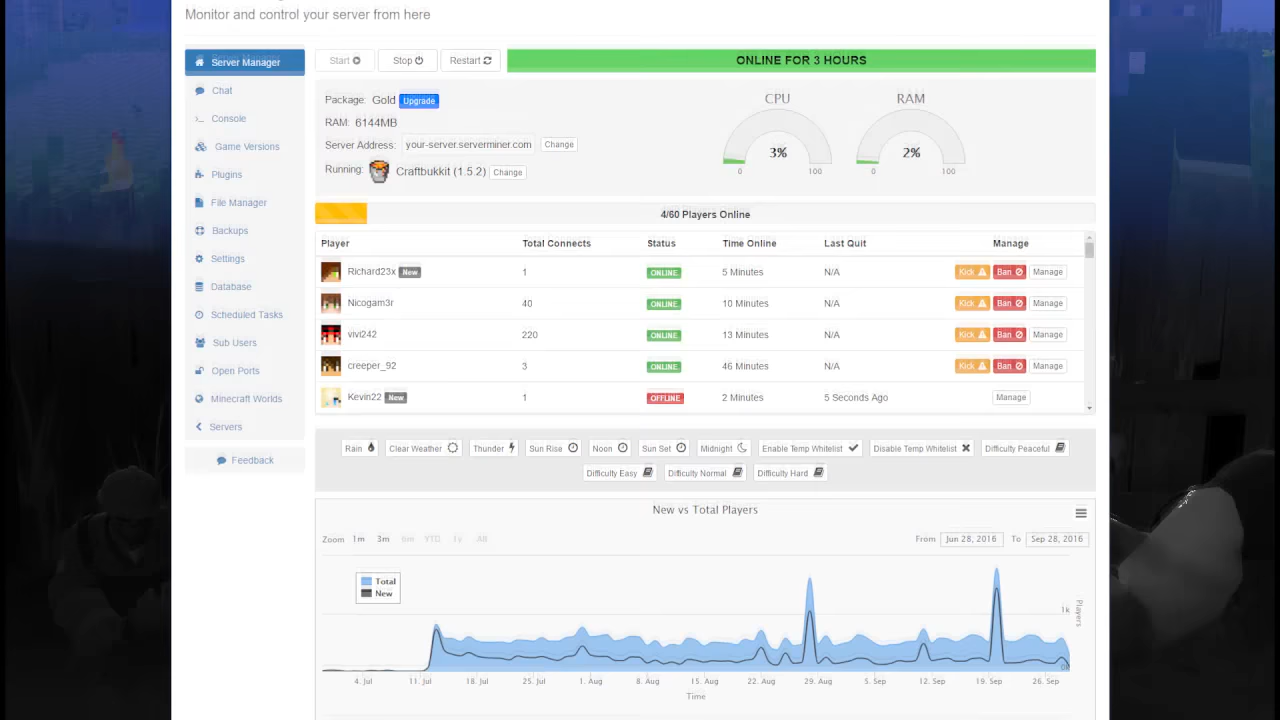 Monitor and control your server from here
Server Manager
Chat
Console
Game Versions
Plugins
File Manager
Backups
Settings
Database
Scheduled Tasks
Sub Users
Open Ports
Minecraft Worlds
Servers
Feedback
Start Stop Restart ONLINE FOR 3 HOURS
Package: Gold Upgrade
RAM: 6144MB
Server Address: your-server.serverminer.com Change
Running: Craftbukkit (1.5.2) Change
CPU RAM
3% 2%
0 100 0 100
4/60 Players Online
Player Total Connects Status Time Online Last Quit Manage
Richard23x New 1 ONLINE 5 Minutes N/A Kick Ban Manage
Nicogam3r 40 ONLINE 10 Minutes N/A Kick Ban Manage
vivi242 220 ONLINE 13 Minutes N/A Kick Ban Manage
creeper_92 3 ONLINE 46 Minutes N/A Kick Ban Manage
Kevin22 New 1 OFFLINE 2 Minutes 5 Seconds Ago Manage
Rain Clear Weather Thunder Sun Rise Noon Sun Set Midnight Enable Temp Whitelist Disable Temp Whitelist Difficulty Peaceful
Difficulty Easy Difficulty Normal Difficulty Hard
New vs Total Players
Zoom 1m 3m 6m YTD 1y All From Jun 28, 2016 To Sep 28, 2016
Total
New
1k
Players
0k
4. Jul 11. Jul 18. Jul 25. Jul 1. Aug 8. Aug 15. Aug 22. Aug 29. Aug 5. Sep 12. Sep 19. Sep 26. Sep
Time